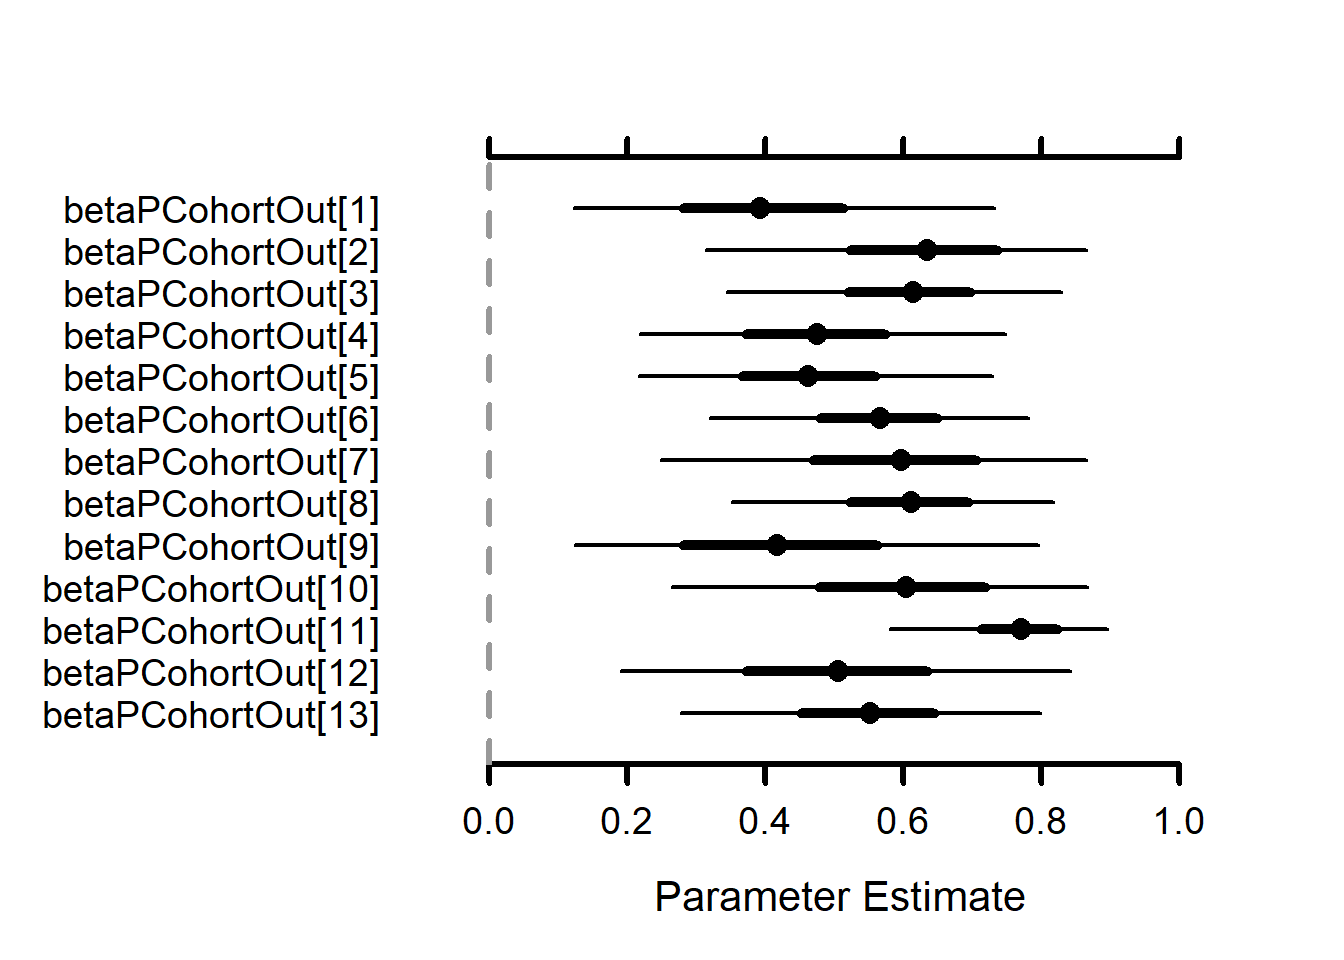 betaPCohortOut[1]
betaPCohortOut[2]
betaPCohortOut[3]
betaPCohortOut[4]
betaPCohortOut[5]
betaPCohortOut[6]
betaPCohortOut[7]
betaPCohortOut[8]
betaPCohortOut[9]
betaPCohortOut[10]
betaPCohortOut[11]
betaPCohortOut[12]
betaPCohortOut[13]
0.0 0.2 0.4 0.6 0.8 1.0
Parameter Estimate